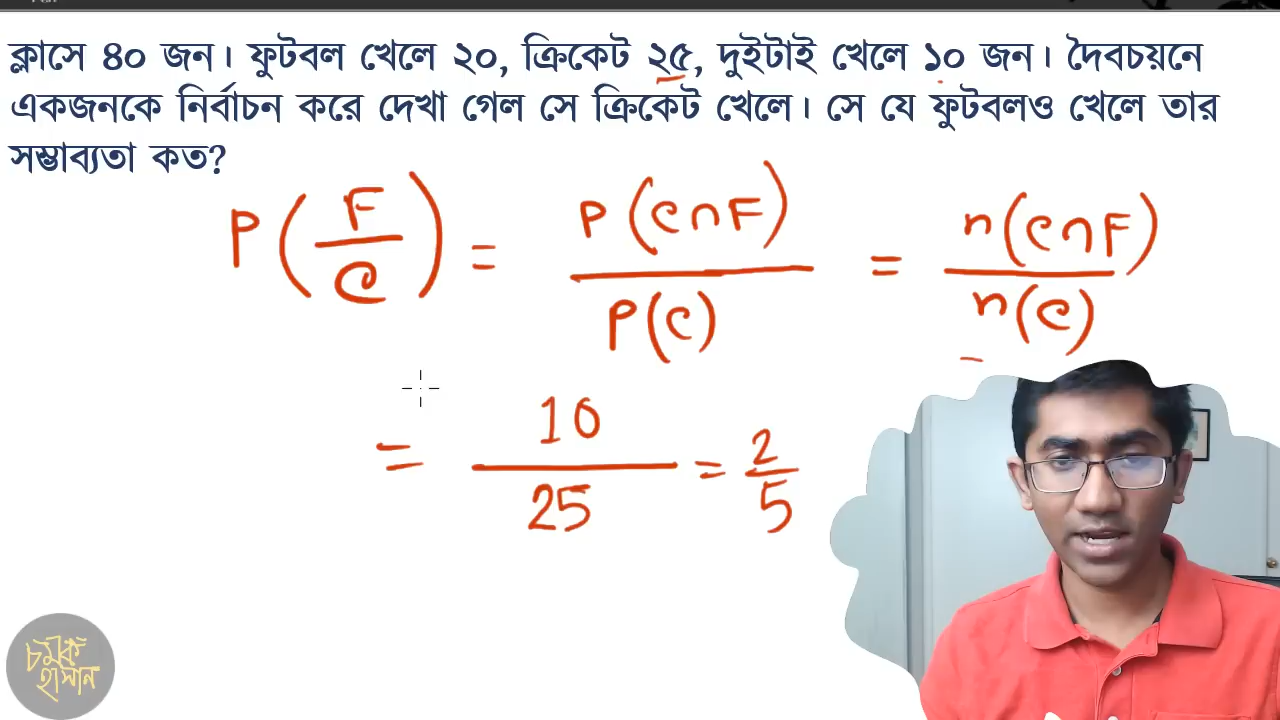 ক্লাসে ৪০ জন। ফুটবল খেলে ২০, ক্রিকেট ২৫, দুইটাই খেলে ১০ জন। দৈবচয়নে
একজনকে নির্বাচন করে দেখা গেল সে ক্রিকেট খেলে। সে যে ফুটবলও খেলে তার
সম্ভাব্যতা কত?
P(F/C) = P(C∩F)/P(C) = n(C∩F)/n(C)
= 10/25 = 2/5
চমক
হাসান